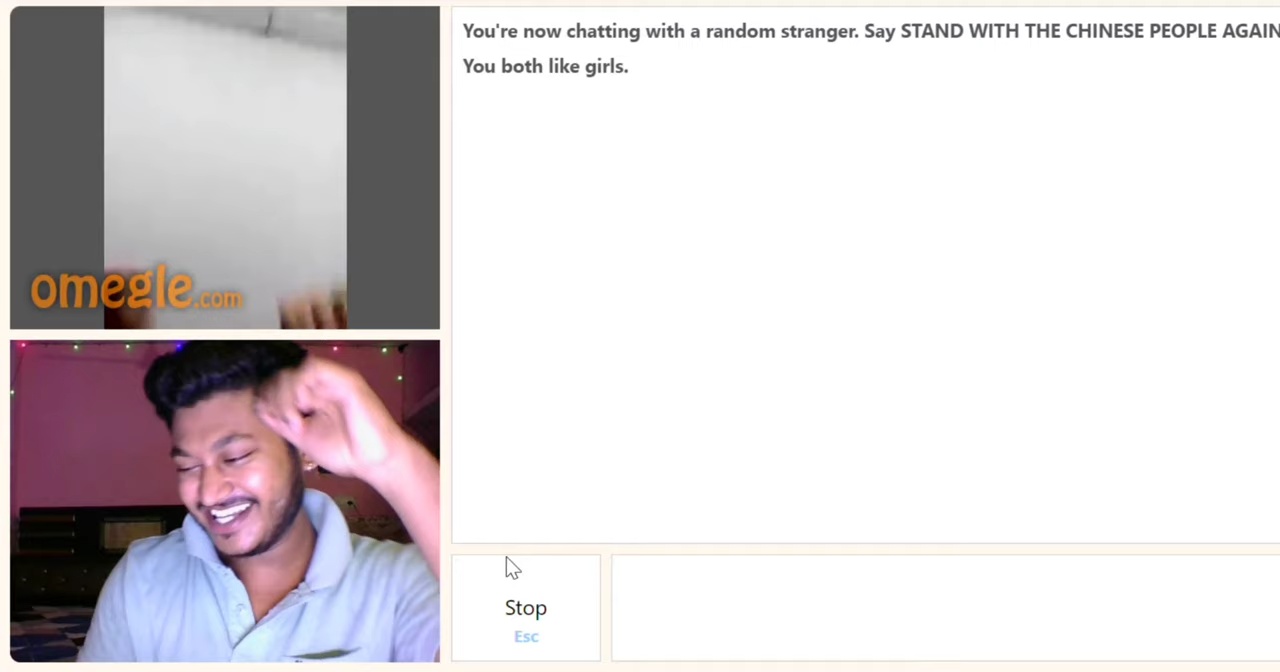 You're now chatting with a random stranger. Say STAND WITH THE CHINESE PEOPLE AGAIN
You both like girls.
omegle.com
Stop
Esc